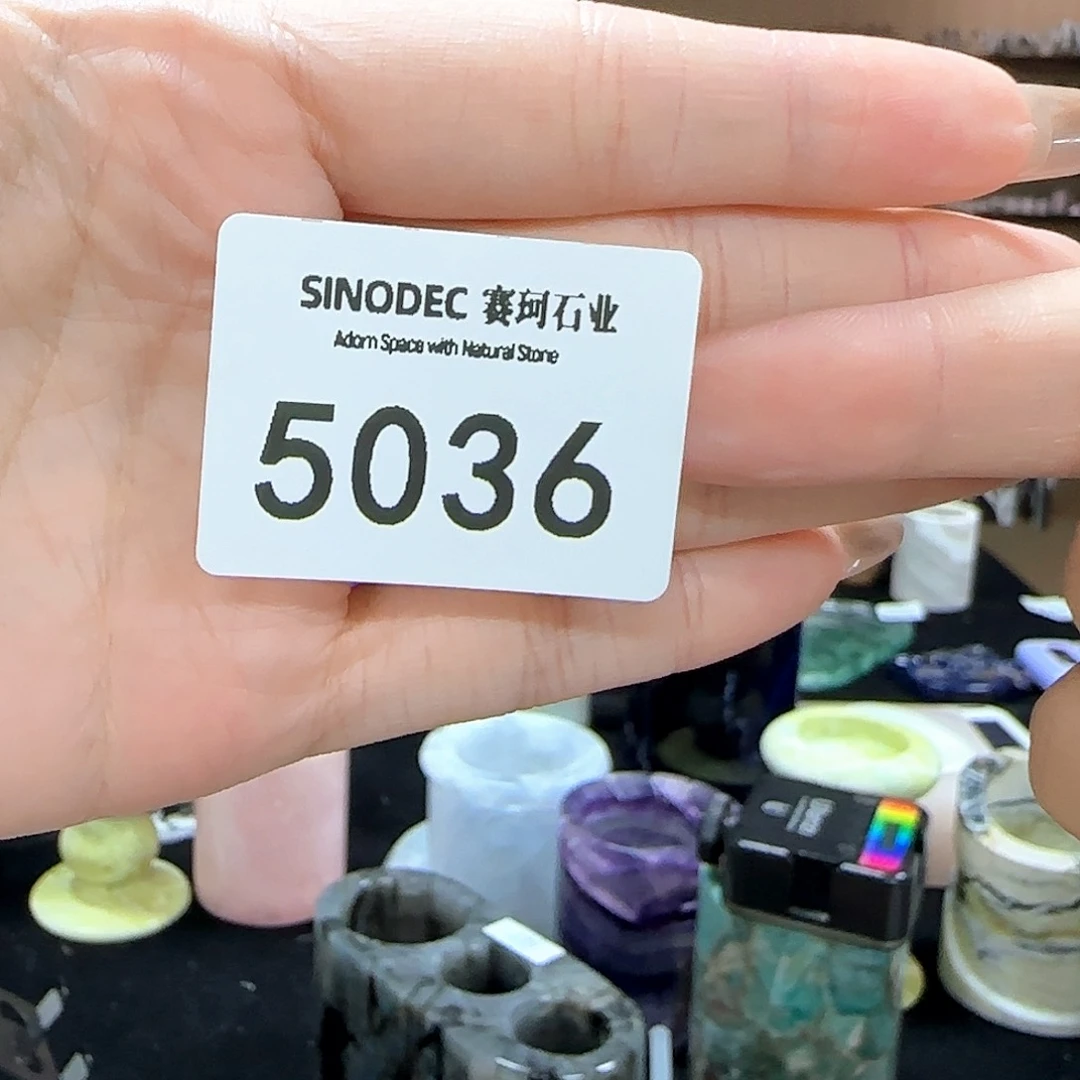 SINODEC 赛珂石业
Adorn Space with Natural Stone
5036